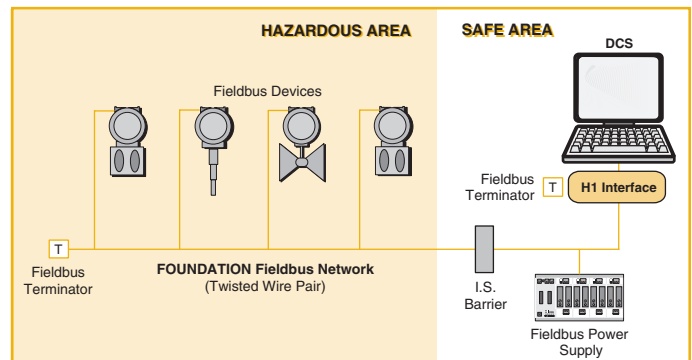 HAZARDOUS AREA
SAFE AREA
DCS
Fieldbus Devices
Fieldbus
Terminator
T
H1 Interface
T
Fieldbus
Terminator
FOUNDATION Fieldbus Network
(Twisted Wire Pair)
I.S.
Barrier
Fieldbus Power
Supply